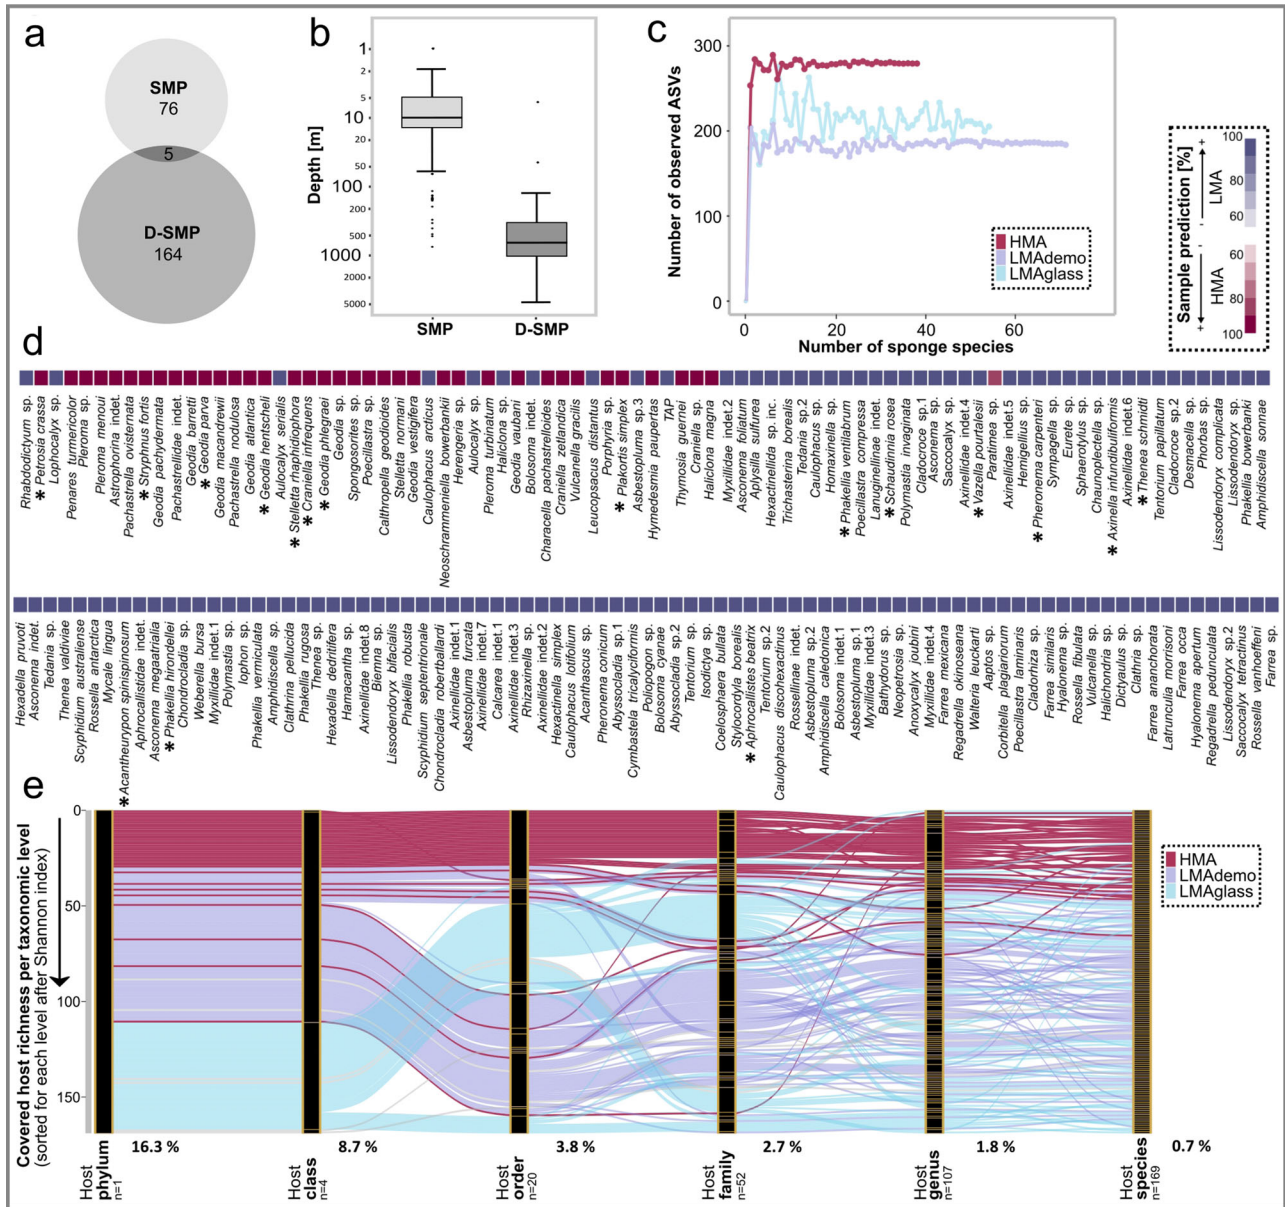 a
SMP
76
5
D-SMP
164
b
Depth [m]
1
2
5
10
20
50
100
200
500
1000
2000
5000
SMP
D-SMP
c
Number of observed ASVs
300
200
100
0
0
20
40
60
Number of sponge species
HMA
LMAdemo
LMAglass
Sample prediction [%]
+
LMA
-
-
HMA
+
100
80
60
60
80
100
d
Rhabdodictyum sp.
* Petrosia crassa
Lophocalyx sp.
Penares turmericolor
Pleroma sp.
Pleroma menoui
Astrophorina indet.
Pachastrella ovisternata
* Stryphnus fortis
Geodia pachydermata
Pachastrellidae indet.
Geodia barretti
* Geodia parva
Geodia macandrewii
Pachastrella nodulosa
Geodia atlantica
* Geodia hentscheli
Aulocalyx serialis
* Stelletta rhaphidiophora
* Craniella infrequens
* Geodia phlegraei
Geodia sp.
Spongosorites sp.
Poecillastra sp.
Calthropella geodioides
Stelletta normani
Geodia vestigifera
Caulophacus arcticus
Neoschrammeniella bowerbankii
Herengeria sp.
Aulocalyx sp.
Pleroma turbinatum
Haliclona sp.
Geodia vaubani
Bolosoma indet.
Characella pachastrelloides
Craniella zetlandica
Vulcanella gracilis
Leucopsacus distantus
Porphyria sp.
* Plakortis simplex
Asbestopluma sp.3
Hymedesmia paupertas
TAP
Thymosia guernei
Craniella sp.
Haliclona magna
Myxillidae indet.2
Asconema foliatum
Aplysilla sulfurea
Hexactinella sp. inc.
Trichasterina borealis
Tedania sp.2
Caulophacus sp.
Homaxinella sp.
* Phakellia ventilabrum
Poecillastra compressa
Lanuginellinae indet.
* Schaudinnia rosea
Polymastia invaginata
Cladocroce sp.1
Asconema sp.
Saccocalyx sp.
Axinellidae indet.4
* Vazella pourtalesii
Paratimea sp.
Axinellidae indet.5
Hemigellius sp.
* Pheronema carpenteri
Sympagella sp.
Eurete sp.
Sphaerotylus sp.
Chaunoplectella sp.
* Axinella infundibuliformis
Axinellidae indet.6
* Thenea schmidti
Tentorium papillatum
Cladocroce sp.2
Desmacella sp.
Phorbas sp.
Lissodendoryx complicata
Lissodendoryx sp.
Phakellia bowerbanki
Amphidiscella sonnae
Hexadella pruvoti
Asconema indet.
Tedania sp.
Thenea valdiviae
Scyphidium australiense
Rossella antarctica
Mycale lingua
* Acantheurypon spinispinosum
Aphrocallistidae indet.
Asconema megaatrialia
* Phakellia hirondellei
Chondrocladia sp.
Weberella bursa
Myxillidae indet.1
Polymastia sp.
Iophon sp.
Phakellia vermiculata
Amphidiscella sp.
Clathrina pellucida
Phakellia rugosa
Thenea sp.
Hexadella dedritifera
Hamacantha sp.
Axinellidae indet.8
Biemna sp.
Lissodendoryx bifacialis
Phakellia robusta
Scyphidium septentrionale
Chondrocladia robertballardi
Axinellidae indet.1
Asbestopluma furcata
Axinellidae indet.7
Calcarea indet.1
Axinellidae indet.3
Rhizaxinella sp.
Axinellidae indet.2
Hexactinella simplex
Caulophacus lotifolium
Acanthascus sp.
Pheronema conicum
Abyssocladia sp.1
Cymbastela tricalyciformis
Poliopogon sp.
Bolosoma cyanae
Abyssocladia sp.2
Tentorium sp.
Isodictya sp.
Coelosphaera bullata
Stylocordyla borealis
* Aphrocallistes beatrix
Tentorium sp.2
Caulophacus discohexactinus
Rossellinae indet.
Asbestopluma sp.2
Amphidiscella caledonica
Bolosoma indet.1
Asbestopluma sp.1
Myxillidae indet.3
Bathydorus sp.
Neopetrosia sp.
Anoxycalyx joubini
Myxillidae indet.4
Farrea mexicana
Regadrella okinoseana
Walteria leuckarti
Aaptos sp.
Corbitella plagiariorum
Poecillastra laminaris
Cladorhiza sp.
Farrea similaris
Hyalonema sp.
Rossella fibulata
Vulcanella sp.
Halichondria sp.
Dictyaulus sp.
Clathria sp.
Farrea ananchorata
Latrunculia morrisoni
Farrea occa
Hyalonema apertum
Regadrella pedunculata
Lissodendoryx sp.2
Saccocalyx tetractinus
Rossella vanhoeffeni
Farrea sp.
e
Covered host richness per taxonomic level
(sorted for each level after Shannon index)
0
50
100
150
HMA
LMAdemo
LMAglass
16.3 %
8.7 %
3.8 %
2.7 %
1.8 %
0.7 %
Host
phylum
n=1
Host
class
n=4
Host
order
n=20
Host
family
n=52
Host
genus
n=107
Host
species
n=169